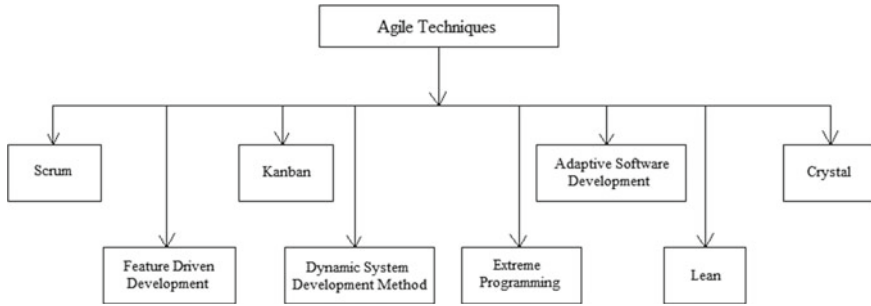 Agile Techniques
Scrum
Kanban
Adaptive Software
Development
Crystal
Feature Driven
Development
Dynamic System
Development Method
Extreme
Programming
Lean